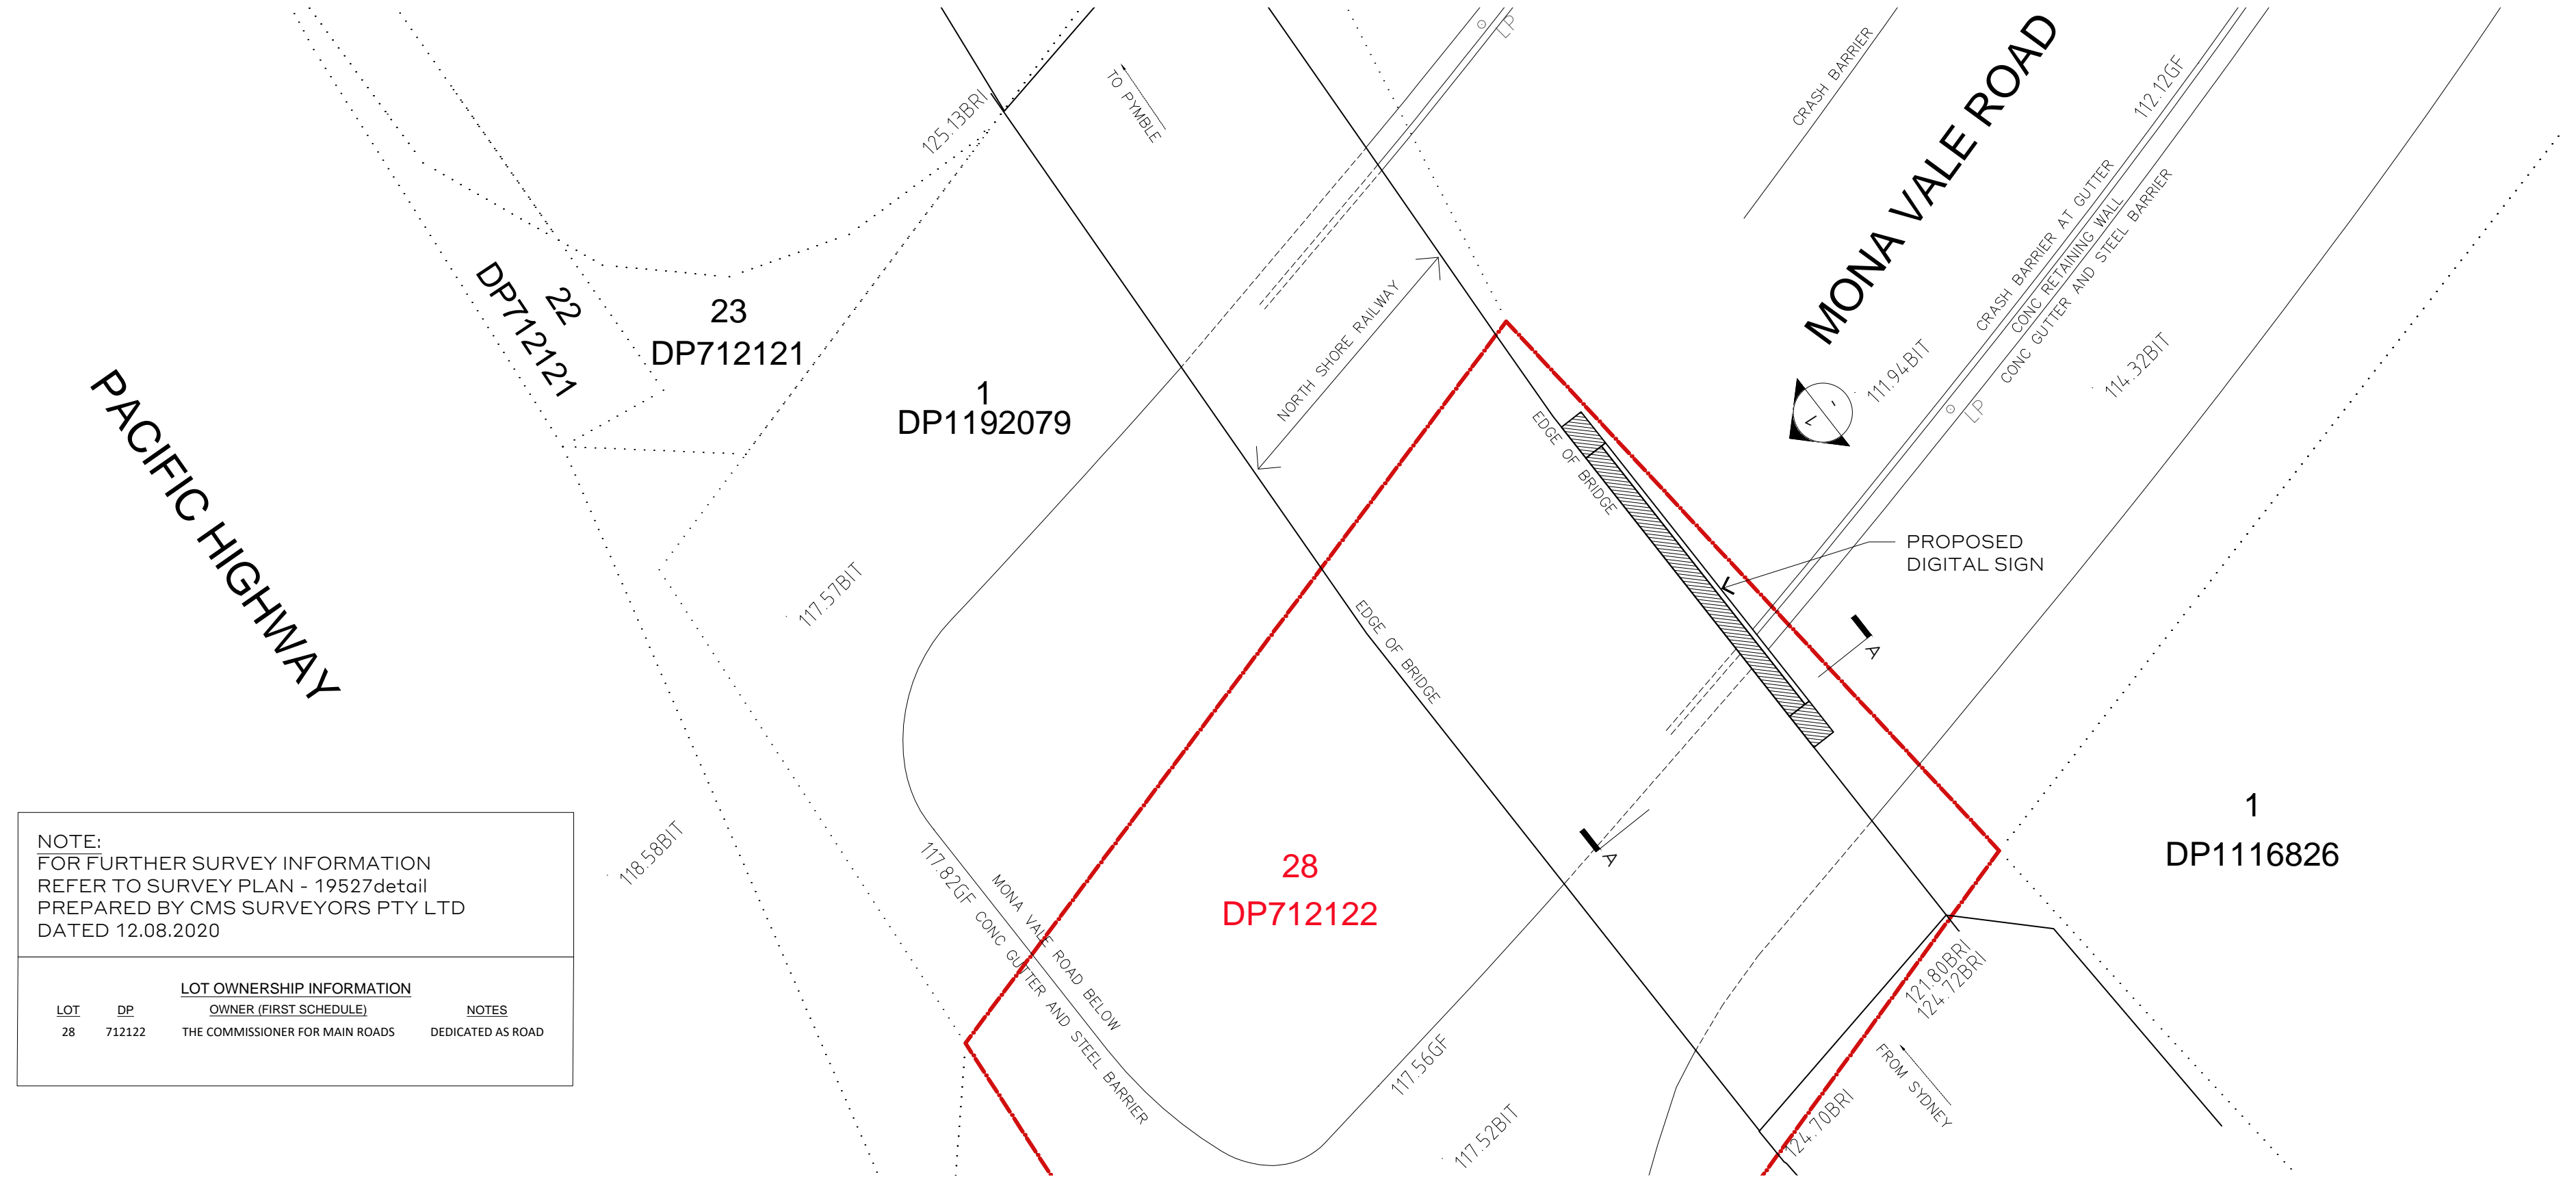 LP
CRASH BARRIER
112.12GF
MONA VALE ROAD
TO PYMBLE
125.13BRI
CRASH BARRIER AT GUTTER
CONC RETAINING WALL
CONC GUTTER AND STEEL BARRIER
22
DP712121
23
DP712121
1
DP1192079
NORTH SHORE RAILWAY
111.94BIT
114.32BIT
LP
1
-
EDGE OF BRIDGE
PACIFIC HIGHWAY
PROPOSED
DIGITAL SIGN
117.57BIT
EDGE OF BRIDGE
A
A
1
DP1116826
28
DP712122
118.58BIT
117.82GF CONC GUTTER AND STEEL BARRIER
MONA VALE ROAD BELOW
121.80BRI
124.72BRI
117.56GF
FROM SYDNEY
124.70BRI
117.52BIT
NOTE:
FOR FURTHER SURVEY INFORMATION
REFER TO SURVEY PLAN - 19527detail
PREPARED BY CMS SURVEYORS PTY LTD
DATED 12.08.2020
LOT OWNERSHIP INFORMATION
LOT DP OWNER (FIRST SCHEDULE) NOTES
28 712122 THE COMMISSIONER FOR MAIN ROADS DEDICATED AS ROAD